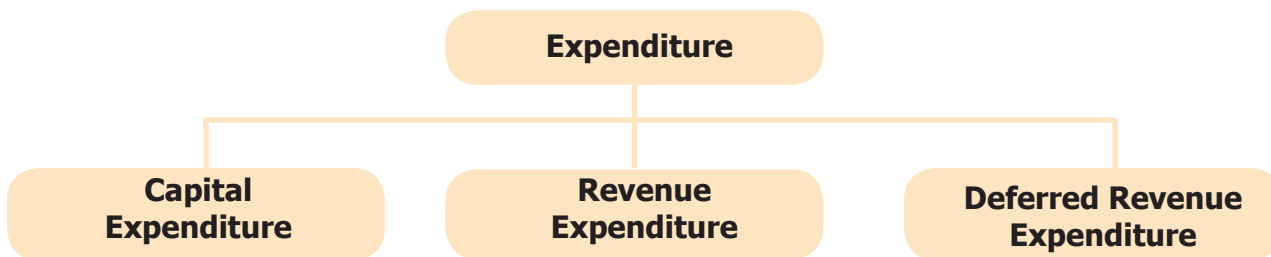 Expenditure
Capital
Expenditure
Revenue
Expenditure
Deferred Revenue
Expenditure